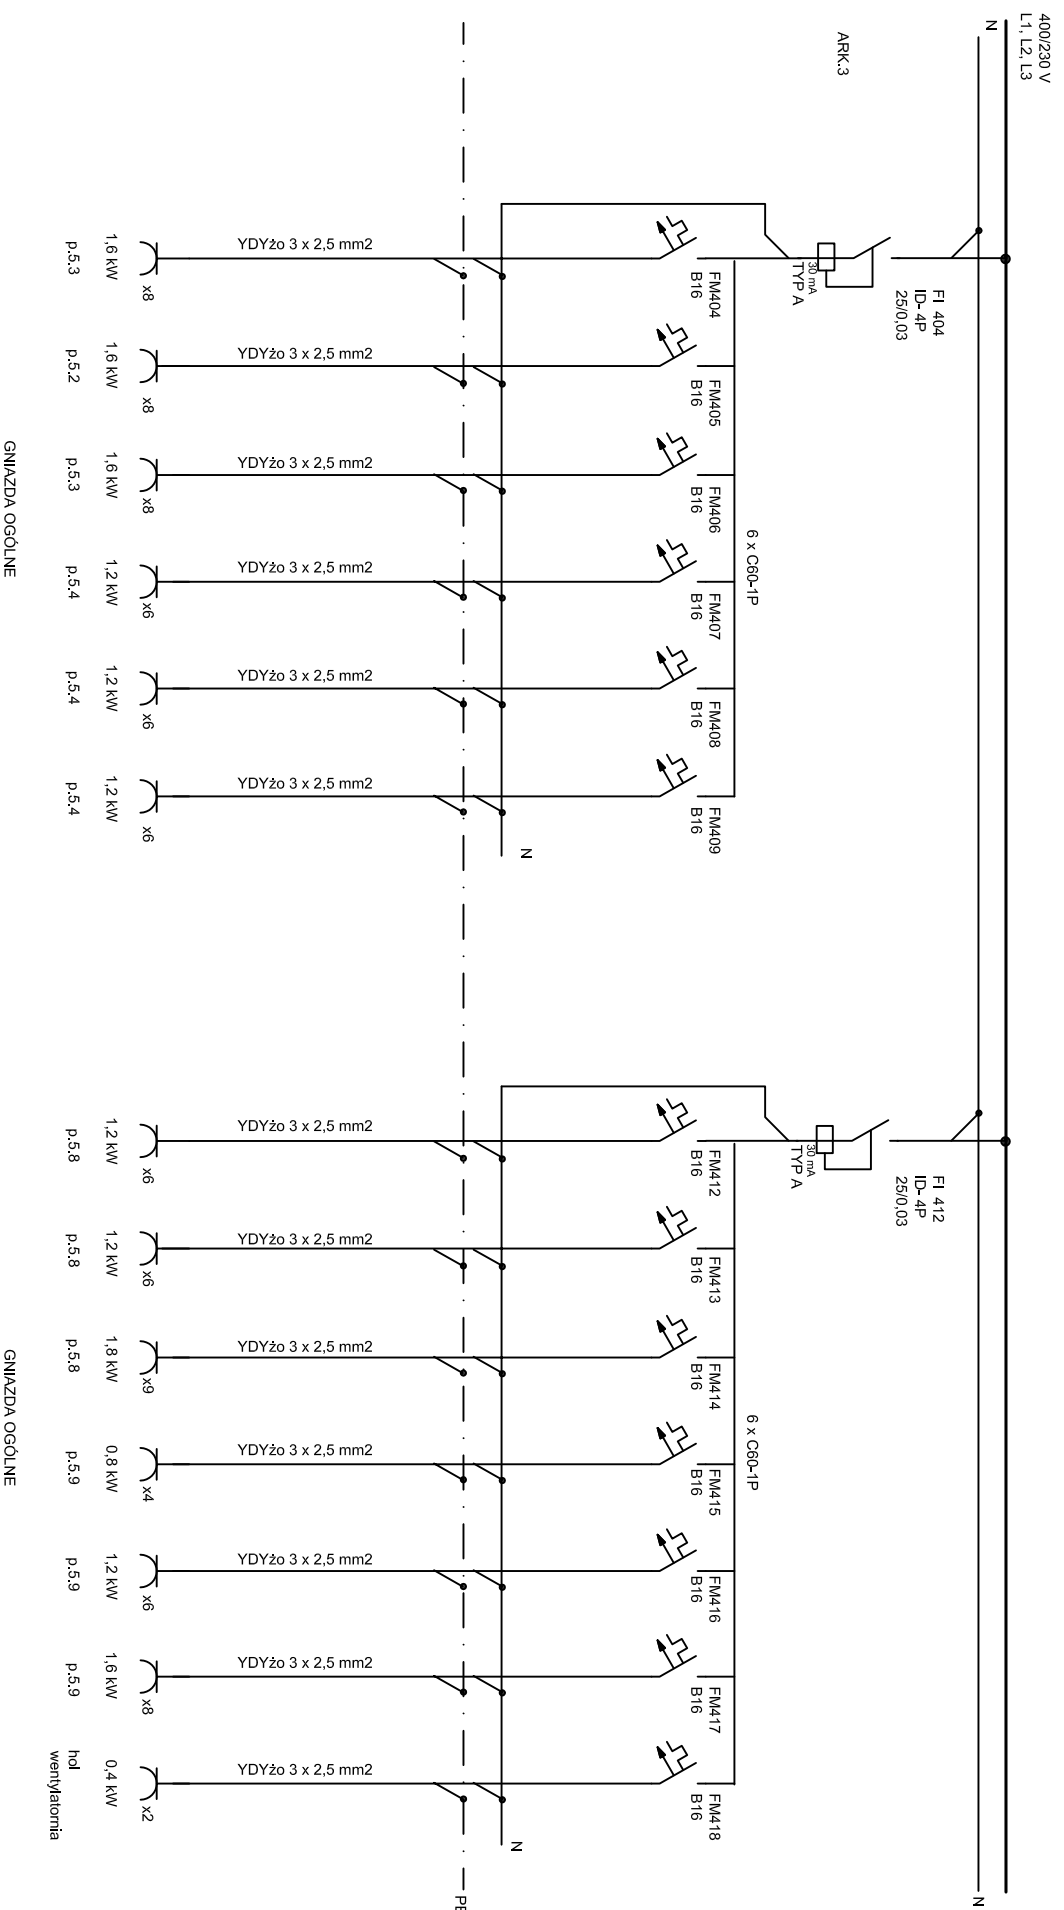 400/230 V
L1, L2, L3
N
N
ARK.3
FI 404
ID-4P
25/0,03
30 mA
TYP A
6 x C60-1P
FM404
B16
FM405
B16
FM406
B16
FM407
B16
FM408
B16
FM409
B16
N
YDYżo 3 x 2,5 mm2
YDYżo 3 x 2,5 mm2
YDYżo 3 x 2,5 mm2
YDYżo 3 x 2,5 mm2
YDYżo 3 x 2,5 mm2
YDYżo 3 x 2,5 mm2
x8
x8
x8
x6
x6
x6
1,6 kW
1,6 kW
1,6 kW
1,2 kW
1,2 kW
1,2 kW
p.5.3
p.5.2
p.5.3
p.5.4
p.5.4
p.5.4
GNIAZDA OGÓLNE
FI 412
ID-4P
25/0,03
30 mA
TYP A
6 x C60-1P
FM412
B16
FM413
B16
FM414
B16
FM415
B16
FM416
B16
FM417
B16
FM418
B16
N
PE
YDYżo 3 x 2,5 mm2
YDYżo 3 x 2,5 mm2
YDYżo 3 x 2,5 mm2
YDYżo 3 x 2,5 mm2
YDYżo 3 x 2,5 mm2
YDYżo 3 x 2,5 mm2
YDYżo 3 x 2,5 mm2
x6
x6
x9
x4
x6
x8
x2
1,2 kW
1,2 kW
1,8 kW
0,8 kW
1,2 kW
1,6 kW
0,4 kW
p.5.8
p.5.8
p.5.8
p.5.9
p.5.9
p.5.9
hol
wentylatornia
GNIAZDA OGÓLNE